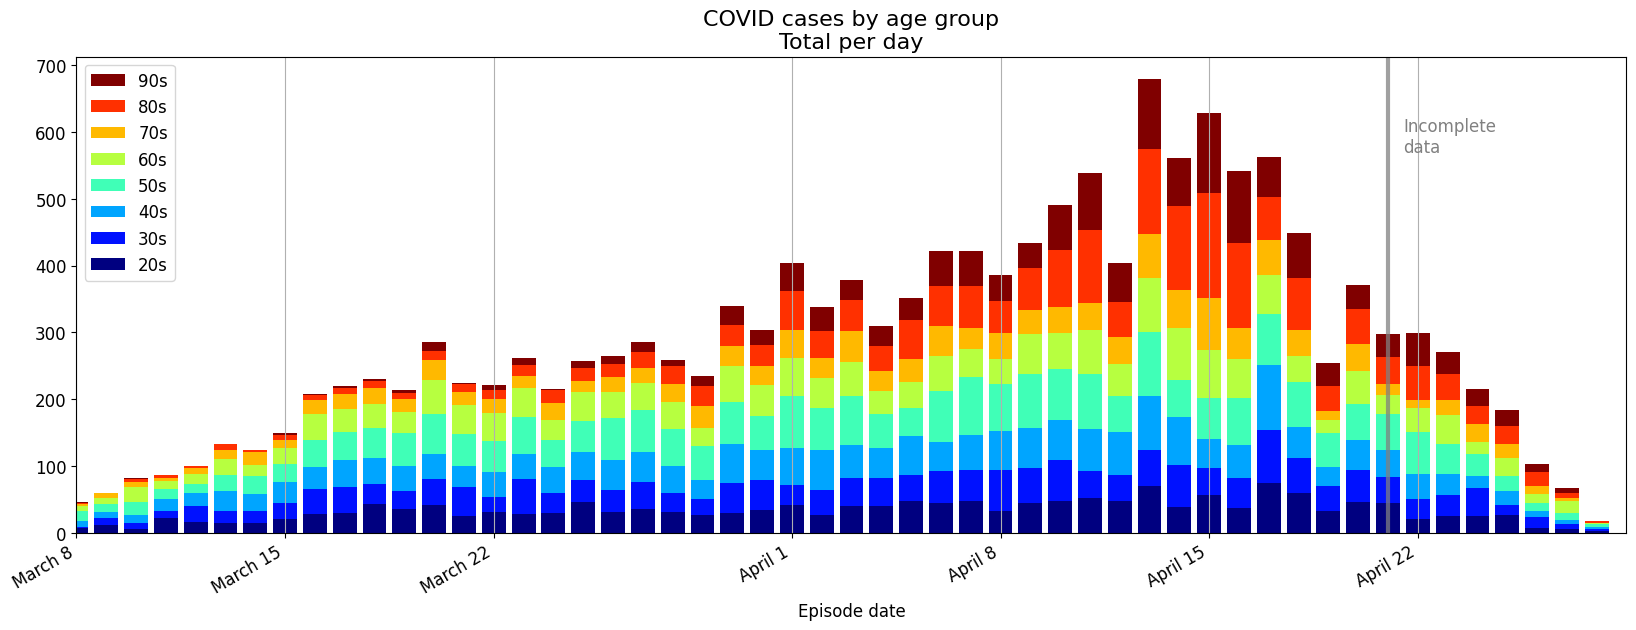 COVID cases by age group
Total per day
700
600
500
400
300
200
100
0
90s
80s
70s
60s
50s
40s
30s
20s
Incomplete
data
March 8
March 15
March 22
April 1
April 8
April 15
April 22
Episode date